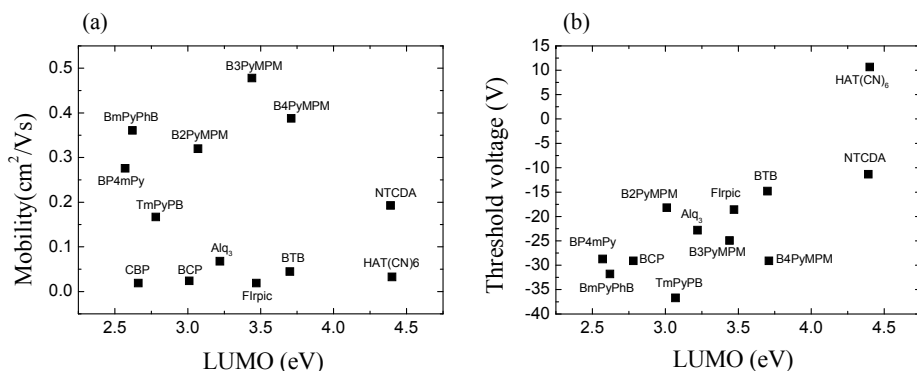 (a)
0.5
0.4
0.3
0.2
0.1
0.0
Mobility(cm²/Vs)
B3PyMPM
B4PyMPM
BmPyPhB
B2PyMPM
BP4mPy
TmPyPB
NTCDA
Alq₃
BTB
HAT(CN)6
CBP
BCP
FIrpic
2.5 3.0 3.5 4.0 4.5
LUMO (eV)
(b)
15
10
5
0
-5
-10
-15
-20
-25
-30
-35
-40
Threshold voltage (V)
HAT(CN)₆
NTCDA
BTB
B2PyMPM
FIrpic
Alq₃
BP4mPy
BCP
B3PyMPM
B4PyMPM
BmPyPhB
TmPyPB
2.5 3.0 3.5 4.0 4.5
LUMO (eV)